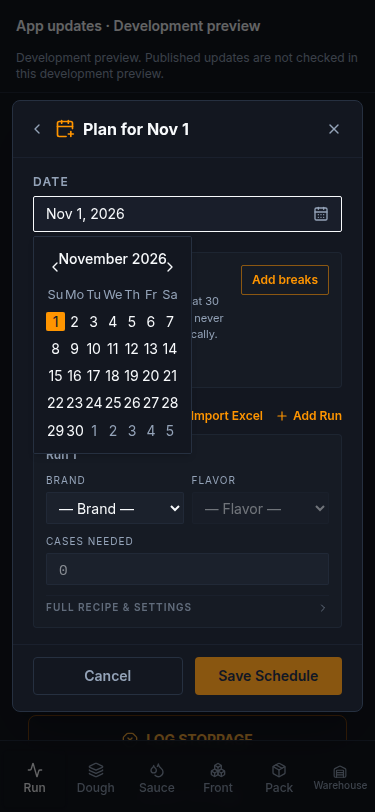 App updates · Development preview
Development preview. Published updates are not checked in
this development preview.
Plan for Nov 1
DATE
Nov 1, 2026
November 2026
Su Mo Tu We Th Fr Sa
1 2 3 4 5 6 7
8 9 10 11 12 13 14
15 16 17 18 19 20 21
22 23 24 25 26 27 28
29 30 1 2 3 4 5
Add breaks
at 30
never
cally.
Import Excel
Add Run
Run 1
BRAND
FLAVOR
— Brand —
— Flavor —
CASES NEEDED
0
FULL RECIPE & SETTINGS
Cancel
Save Schedule
LOG STOPPAGE
Run
Dough
Sauce
Front
Pack
Warehouse